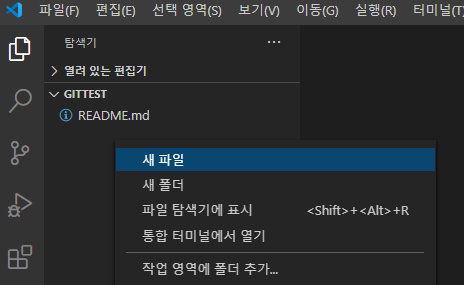 파일(F) 편집(E) 선택 영역(S) 보기(V) 이동(G) 실행(R) 터미널(T)
탐색기 ...
열려 있는 편집기
GITTEST
README.md
새 파일
새 폴더
파일 탐색기에 표시 <Shift>+<Alt>+R
통합 터미널에서 열기
작업 영역에 폴더 추가...